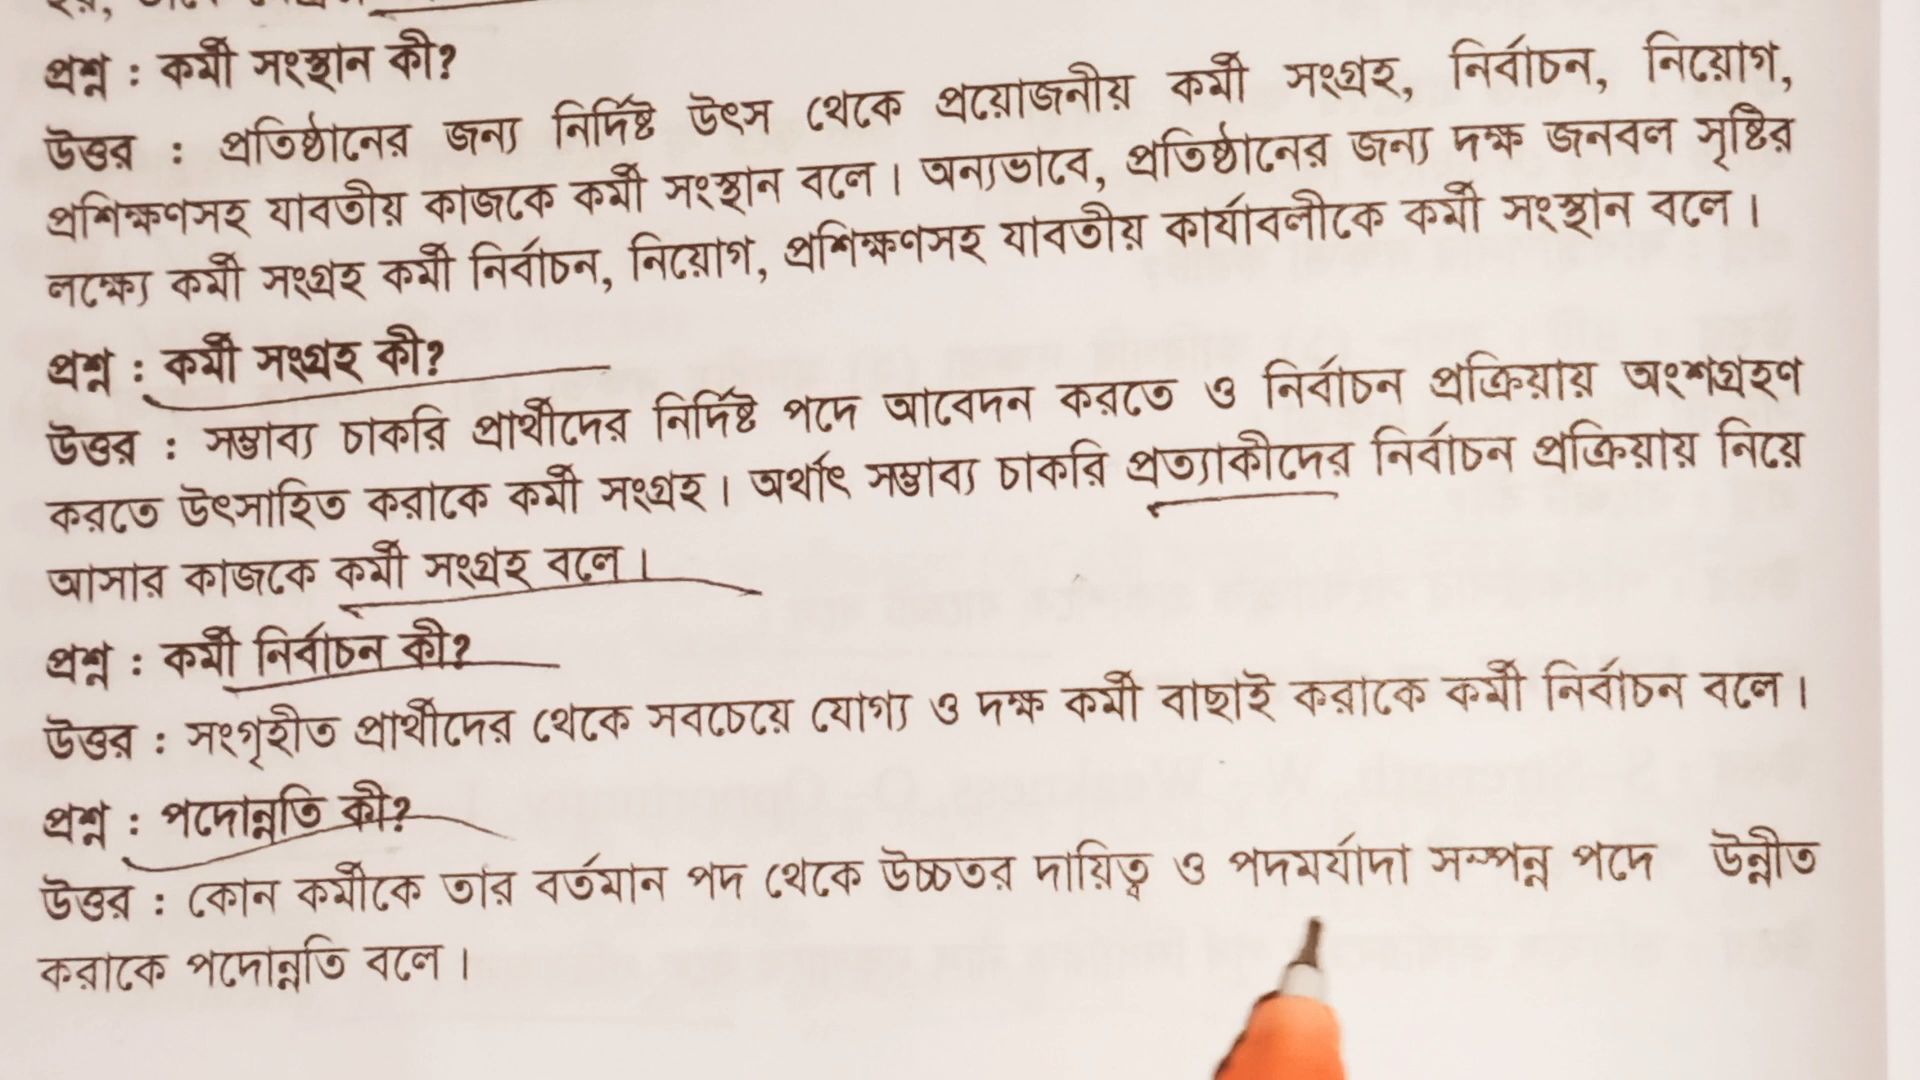 প্রশ্ন : কর্মী সংস্থান কী?
উত্তর : প্রতিষ্ঠানের জন্য নির্দিষ্ট উৎস থেকে প্রয়োজনীয় কর্মী সংগ্রহ, নির্বাচন, নিয়োগ,
প্রশিক্ষণসহ যাবতীয় কাজকে কর্মী সংস্থান বলে। অন্যভাবে, প্রতিষ্ঠানের জন্য দক্ষ জনবল সৃষ্টির
লক্ষ্যে কর্মী সংগ্রহ কর্মী নির্বাচন, নিয়োগ, প্রশিক্ষণসহ যাবতীয় কার্যাবলীকে কর্মী সংস্থান বলে।
প্রশ্ন : কর্মী সংগ্রহ কী?
উত্তর : সম্ভাব্য চাকরি প্রার্থীদের নির্দিষ্ট পদে আবেদন করতে ও নির্বাচন প্রক্রিয়ায় অংশগ্রহণ
করতে উৎসাহিত করাকে কর্মী সংগ্রহ। অর্থাৎ সম্ভাব্য চাকরি প্রত্যাকীদের নির্বাচন প্রক্রিয়ায় নিয়ে
আসার কাজকে কর্মী সংগ্রহ বলে।
প্রশ্ন : কর্মী নির্বাচন কী?
উত্তর : সংগৃহীত প্রার্থীদের থেকে সবচেয়ে যোগ্য ও দক্ষ কর্মী বাছাই করাকে কর্মী নির্বাচন বলে।
প্রশ্ন : পদোন্নতি কী?
উত্তর : কোন কর্মীকে তার বর্তমান পদ থেকে উচ্চতর দায়িত্ব ও পদমর্যাদা সম্পন্ন পদে উন্নীত
করাকে পদোন্নতি বলে।